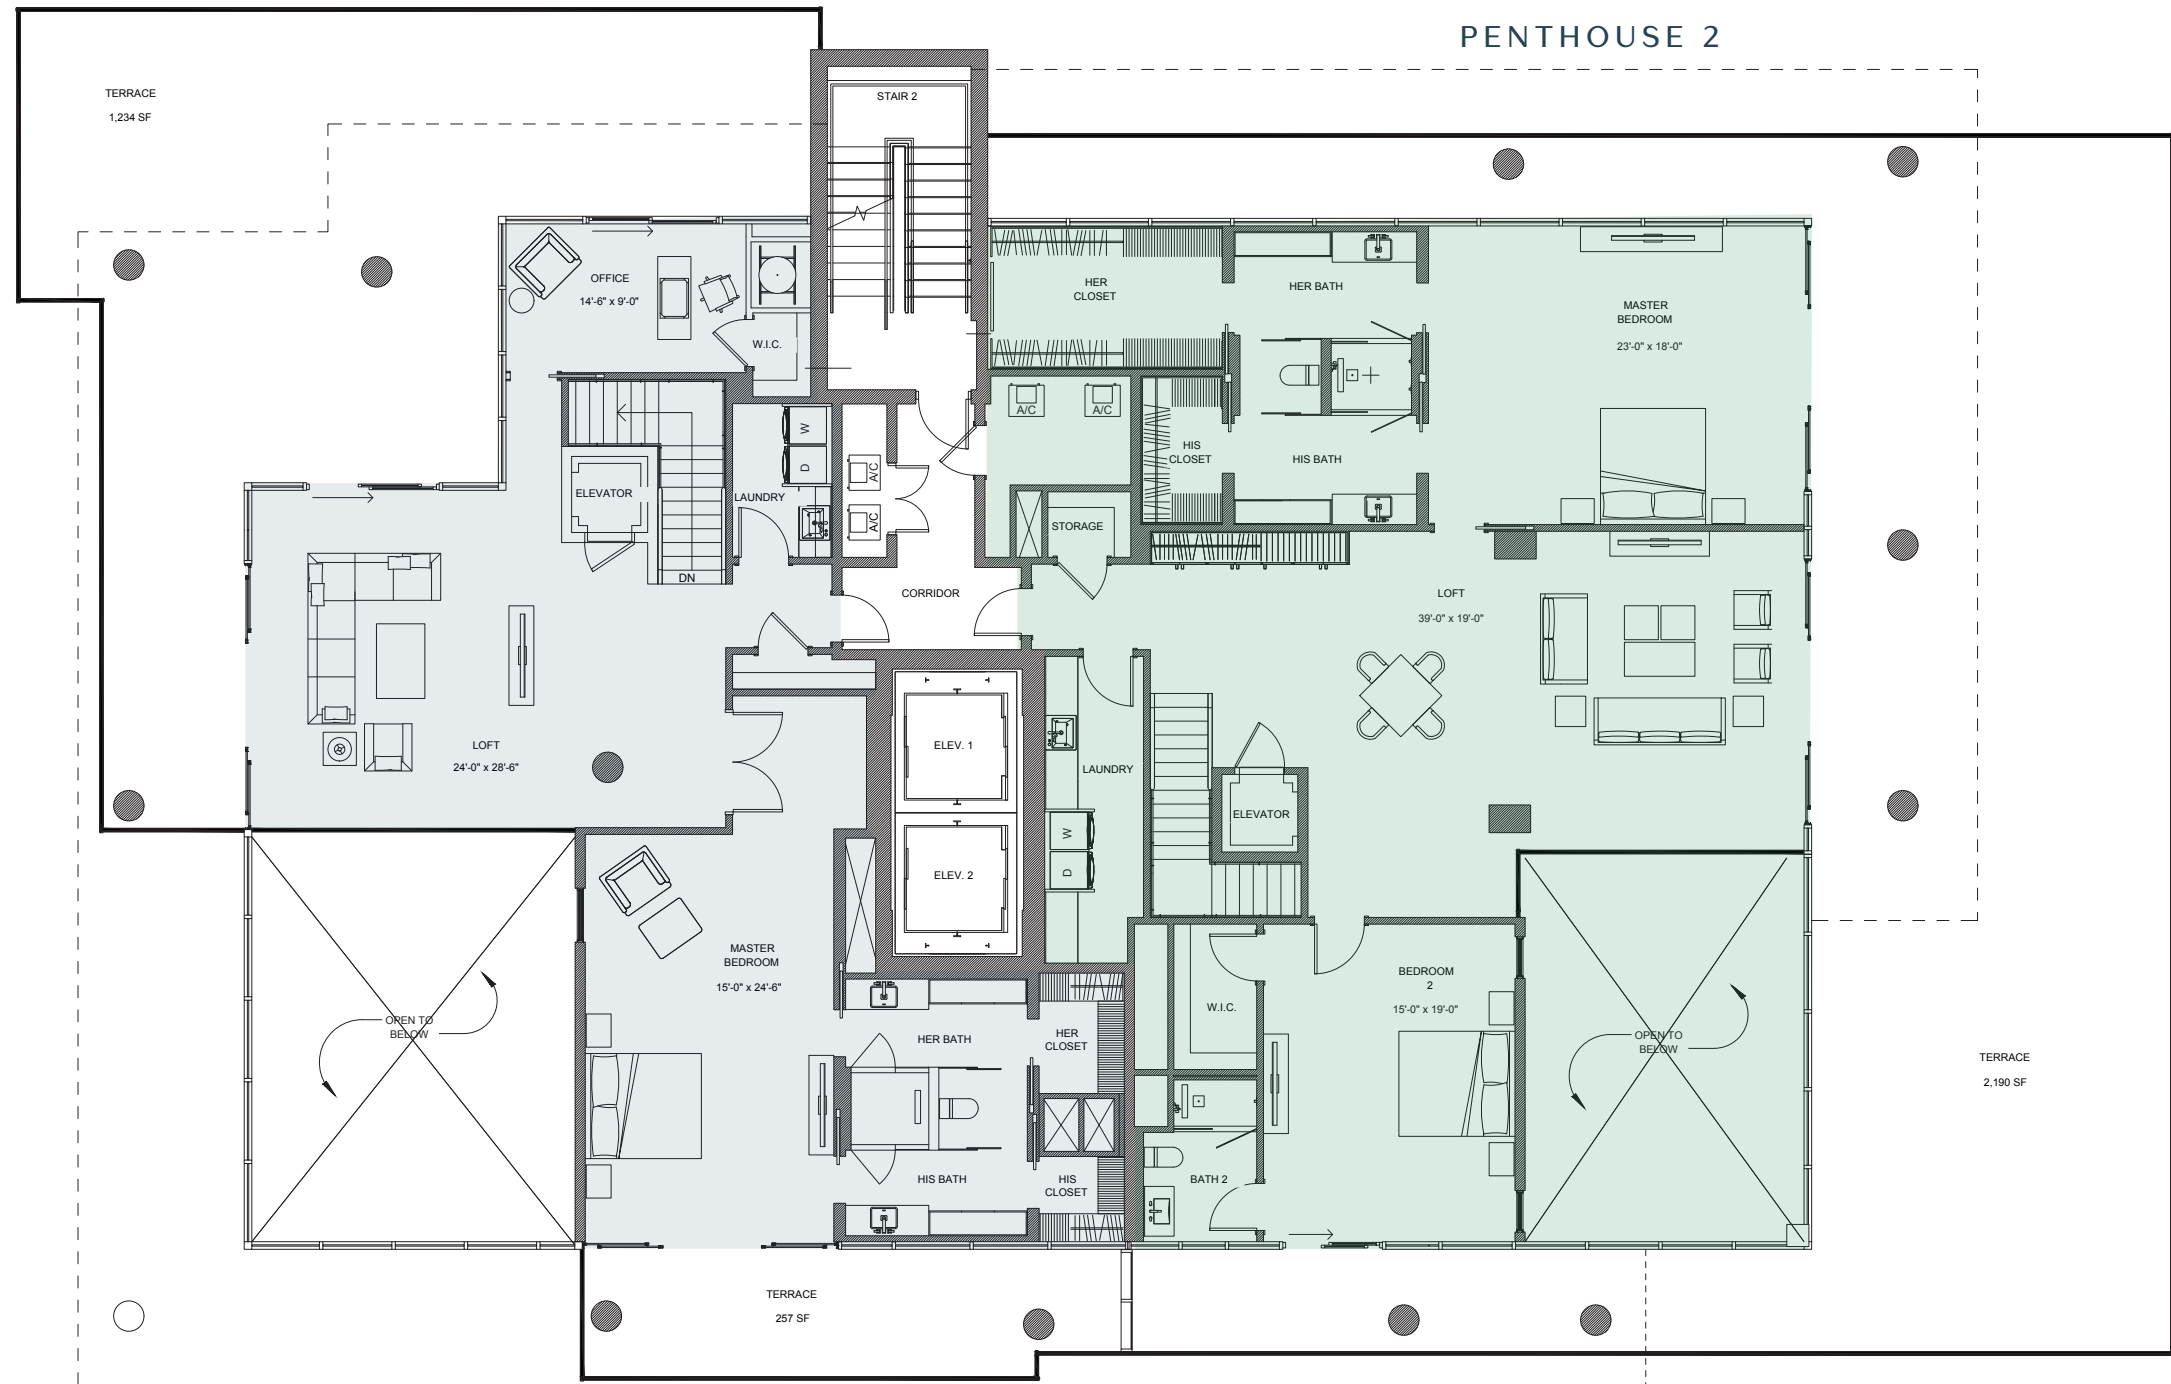 PENTHOUSE 2
TERRACE
1,234 SF
STAIR 2
OFFICE
14'-6" x 9'-0"
W.I.C.
HER
CLOSET
HER BATH
MASTER
BEDROOM
23'-0" x 18'-0"
A/C
A/C
HIS
CLOSET
HIS BATH
W
D
LAUNDRY
ELEVATOR
A/C
A/C
STORAGE
DN
CORRIDOR
LOFT
39'-0" x 19'-0"
LOFT
24'-0" x 28'-6"
ELEV. 1
LAUNDRY
W
D
ELEVATOR
ELEV. 2
MASTER
BEDROOM
15'-0" x 24'-6"
BEDROOM
2
15'-0" x 19'-0"
W.I.C.
OPEN TO
BELOW
HER BATH
HER
CLOSET
OPEN TO
BELOW
TERRACE
2,190 SF
HIS BATH
HIS
CLOSET
BATH 2
TERRACE
257 SF